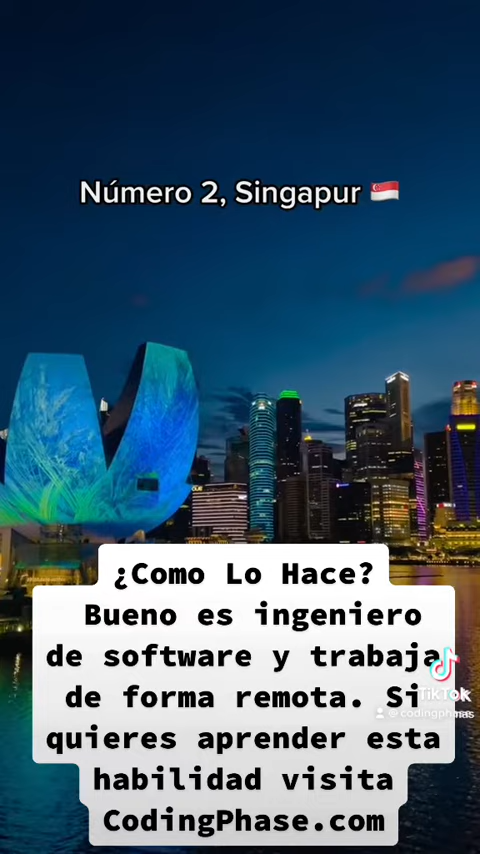 Número 2, Singapur 🇸🇬
¿Como Lo Hace?
Bueno es ingeniero
de software y trabaja
de forma remota. Si
quieres aprender esta
habilidad visita
CodingPhase.com
TikTok